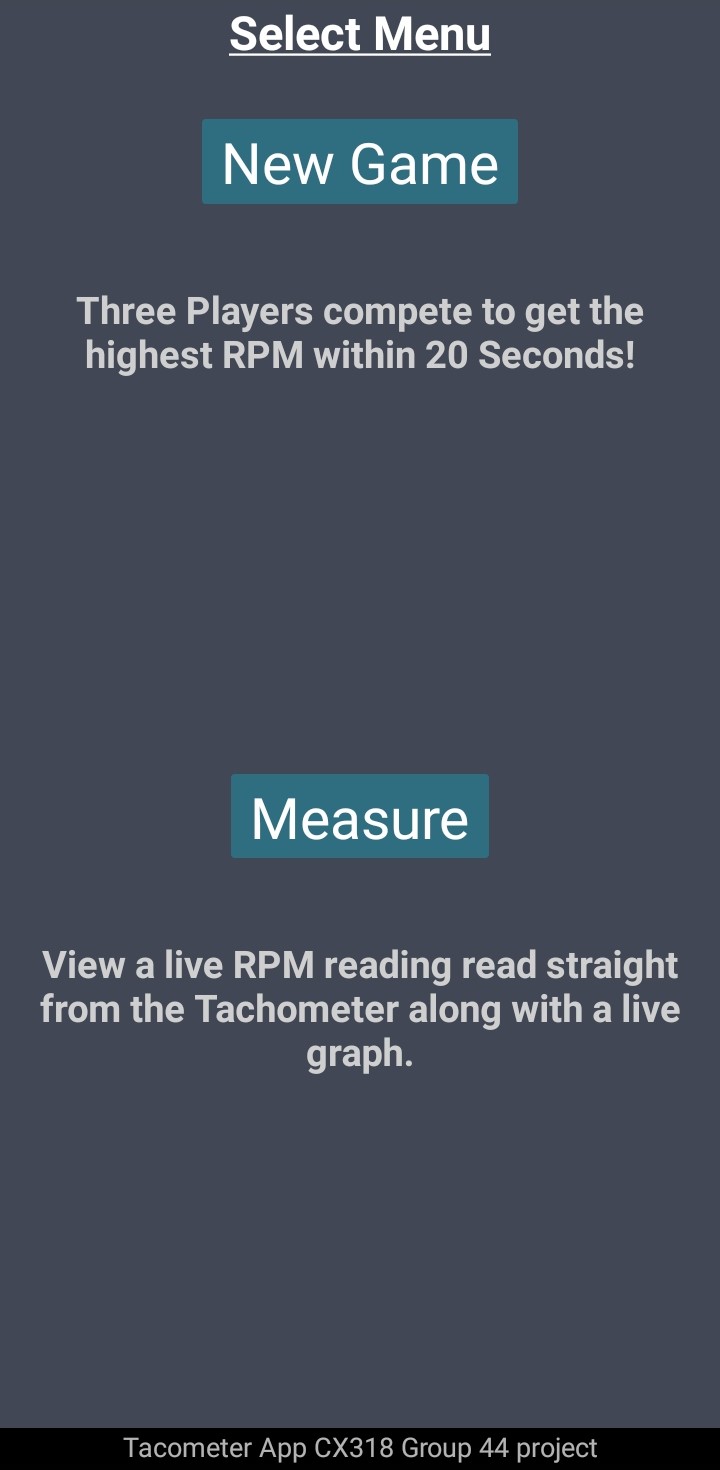 Select Menu
New Game
Three Players compete to get the
highest RPM within 20 Seconds!
Measure
View a live RPM reading read straight
from the Tachometer along with a live
graph.
Tacometer App CX318 Group 44 project